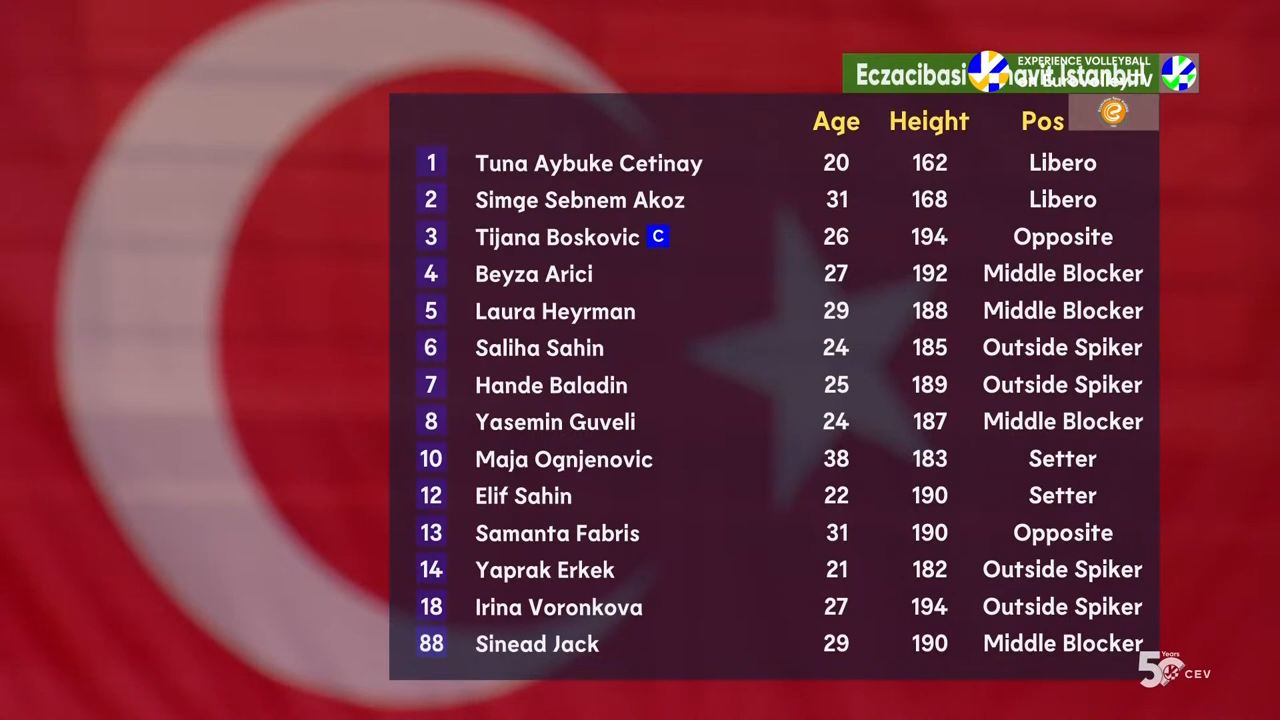 Eczacibasi Istanbul
EXPERIENCE VOLLEYBALL
on EuroVolleyTV
Age Height Pos
1 Tuna Aybuke Cetinay 20 162 Libero
2 Simge Sebnem Akoz 31 168 Libero
3 Tijana Boskovic C 26 194 Opposite
4 Beyza Arici 27 192 Middle Blocker
5 Laura Heyrman 29 188 Middle Blocker
6 Saliha Sahin 24 185 Outside Spiker
7 Hande Baladin 25 189 Outside Spiker
8 Yasemin Guveli 24 187 Middle Blocker
10 Maja Ognjenovic 38 183 Setter
12 Elif Sahin 22 190 Setter
13 Samanta Fabris 31 190 Opposite
14 Yaprak Erkek 21 182 Outside Spiker
18 Irina Voronkova 27 194 Outside Spiker
88 Sinead Jack 29 190 Middle Blocker
50 Years CEV